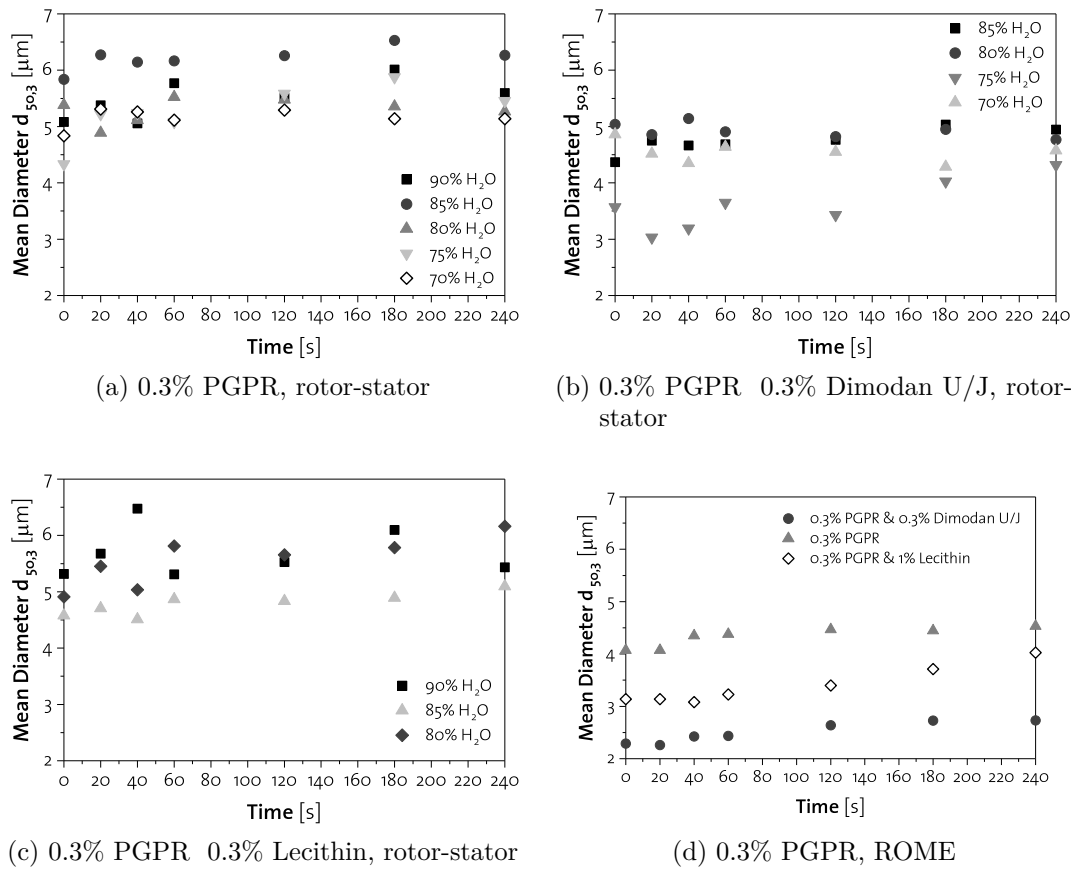 7
6
5
4
3
2
Mean Diameter d50,3 [µm]
90% H2O
85% H2O
80% H2O
75% H2O
70% H2O
0 20 40 60 80 100 120 140 160 180 200 220 240
Time [s]
(a) 0.3% PGPR, rotor-stator
7
6
5
4
3
2
Mean Diameter d50,3 [µm]
85% H2O
80% H2O
75% H2O
70% H2O
0 20 40 60 80 100 120 140 160 180 200 220 240
Time [s]
(b) 0.3% PGPR 0.3% Dimodan U/J, rotor-
stator
7
6
5
4
3
2
Mean Diameter d50,3 [µm]
90% H2O
85% H2O
80% H2O
0 20 40 60 80 100 120 140 160 180 200 220 240
Time [s]
(c) 0.3% PGPR 0.3% Lecithin, rotor-stator
7
6
5
4
3
2
Mean Diameter d50,3 [µm]
0.3% PGPR & 0.3% Dimodan U/J
0.3% PGPR
0.3% PGPR & 1% Lecithin
0 20 40 60 80 100 120 140 160 180 200 220 240
Time [s]
(d) 0.3% PGPR, ROME